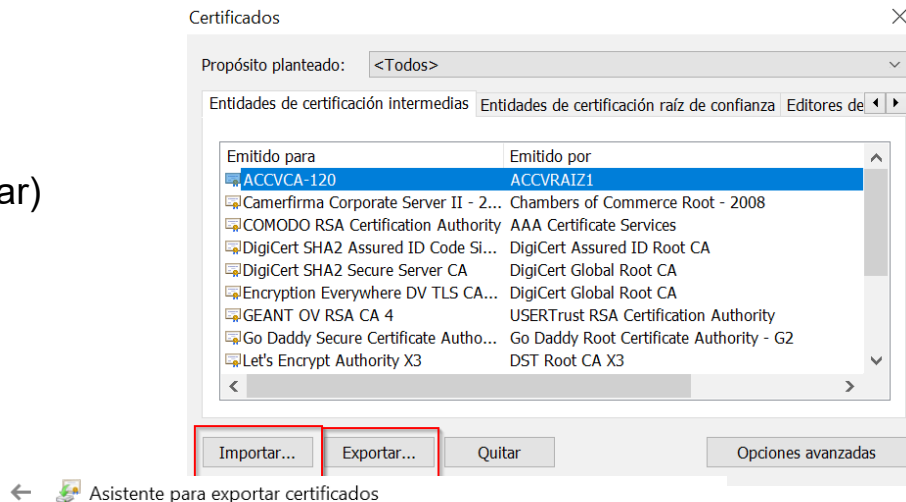 Certificados
Propósito planteado: <Todos>
Entidades de certificación intermedias Entidades de certificación raíz de confianza Editores de
ar)
Emitido para Emitido por
ACCVCA-120 ACCVRAIZ1
Camerfirma Corporate Server II - 2... Chambers of Commerce Root - 2008
COMODO RSA Certification Authority AAA Certificate Services
DigiCert SHA2 Assured ID Code Si... DigiCert Assured ID Root CA
DigiCert SHA2 Secure Server CA DigiCert Global Root CA
Encryption Everywhere DV TLS CA... DigiCert Global Root CA
GEANT OV RSA CA 4 USERTrust RSA Certification Authority
Go Daddy Secure Certificate Autho... Go Daddy Root Certificate Authority - G2
Let's Encrypt Authority X3 DST Root CA X3
Importar... Exportar... Quitar Opciones avanzadas
Asistente para exportar certificados